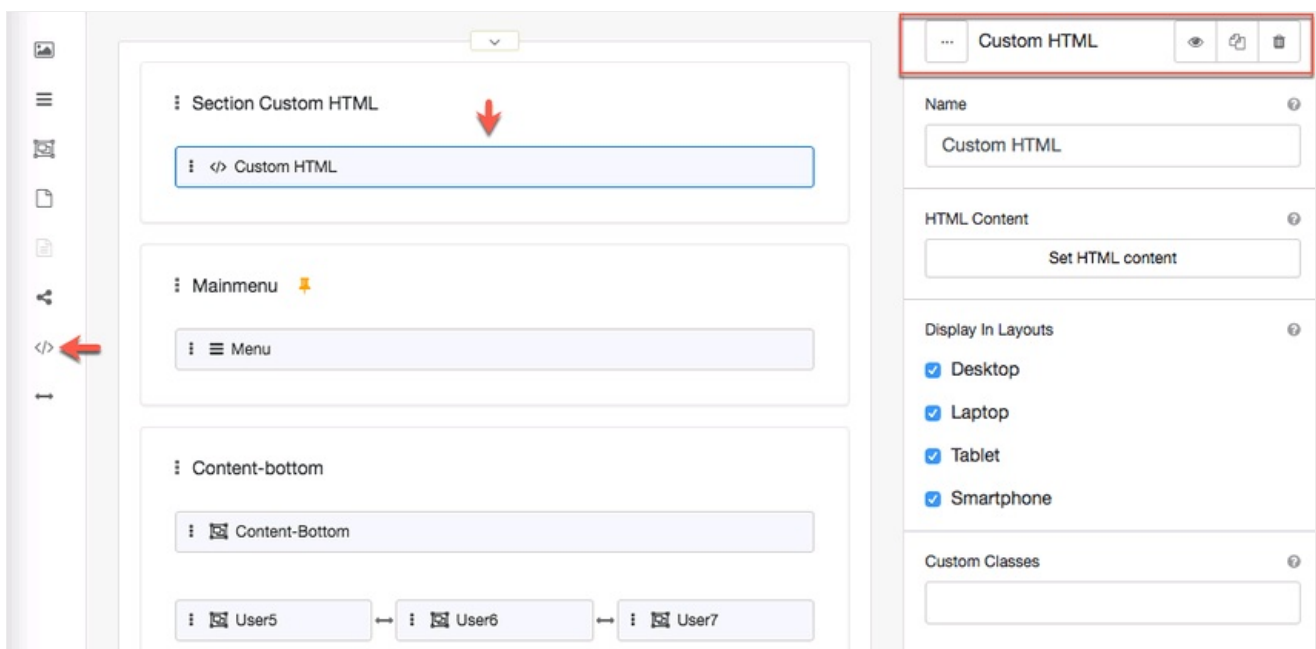 Section Custom HTML
</> Custom HTML
Mainmenu
Menu
Content-bottom
Content-Bottom
User5
User6
User7
</>
... Custom HTML
Name
Custom HTML
HTML Content
Set HTML content
Display In Layouts
Desktop
Laptop
Tablet
Smartphone
Custom Classes